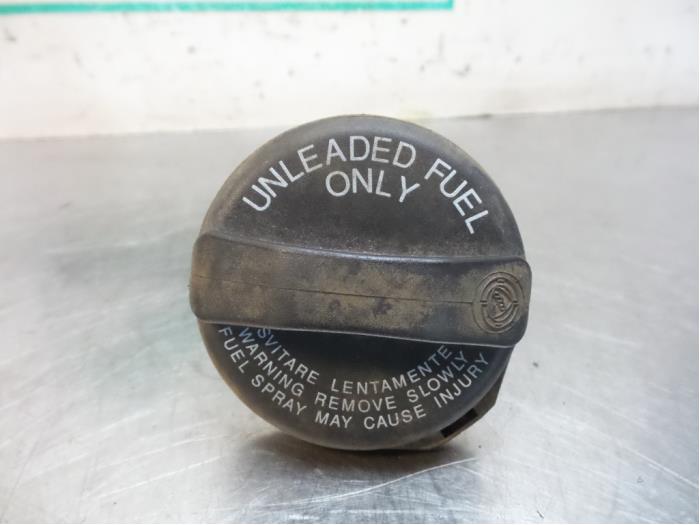 UNLEADED FUEL
ONLY
SVITARE LENTAMENTE
WARNING REMOVE SLOWLY
FUEL SPRAY MAY CAUSE INJURY